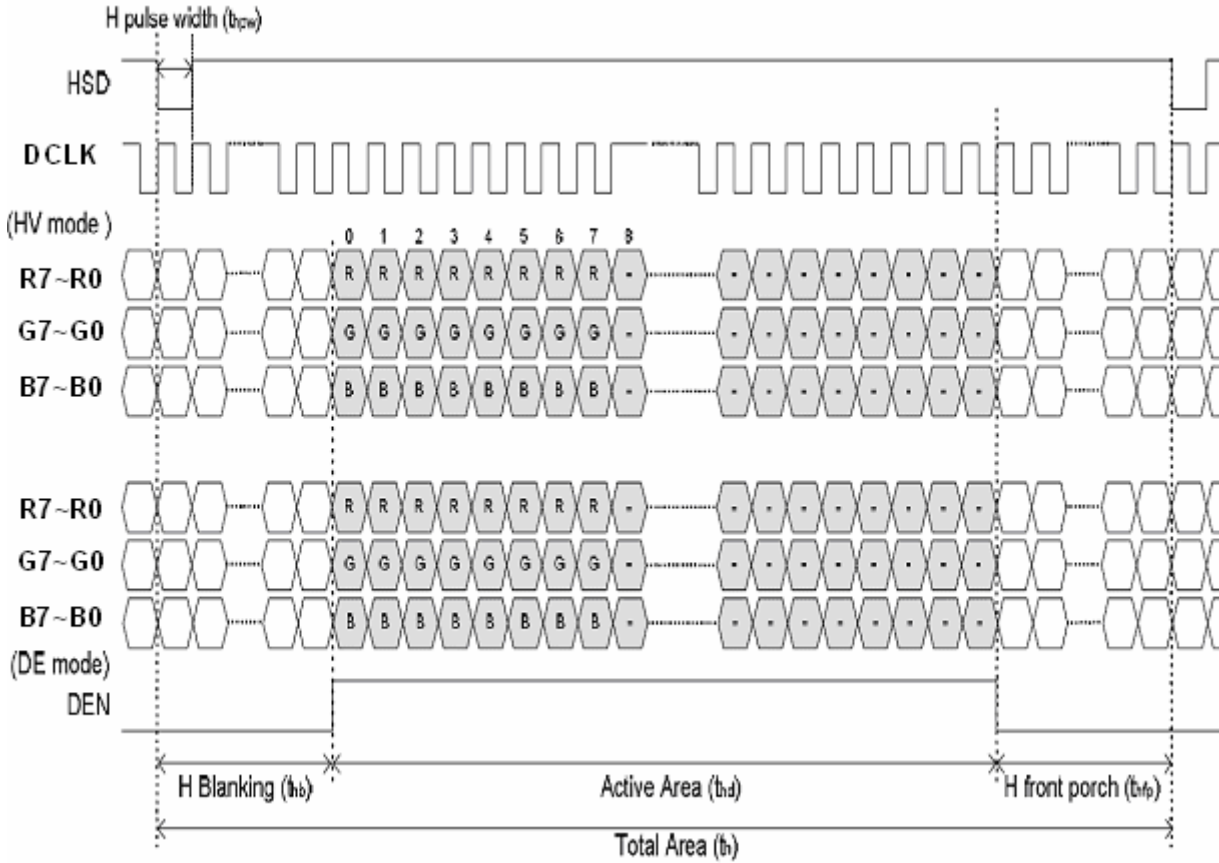 H pulse width (thpw)
HSD
DCLK
(HV mode )
0 1 2 3 4 5 6 7 8
R7~R0 R R R R R R R R - - - - - - - - -
G7~G0 G G G G G G G G - - - - - - - - -
B7~B0 B B B B B B B B - - - - - - - - -
R7~R0 R R R R R R R R - - - - - - - - -
G7~G0 G G G G G G G G - - - - - - - - -
B7~B0 B B B B B B B B - - - - - - - - -
(DE mode)
DEN
H Blanking (thb) Active Area (thd) H front porch (thfp)
Total Area (th)